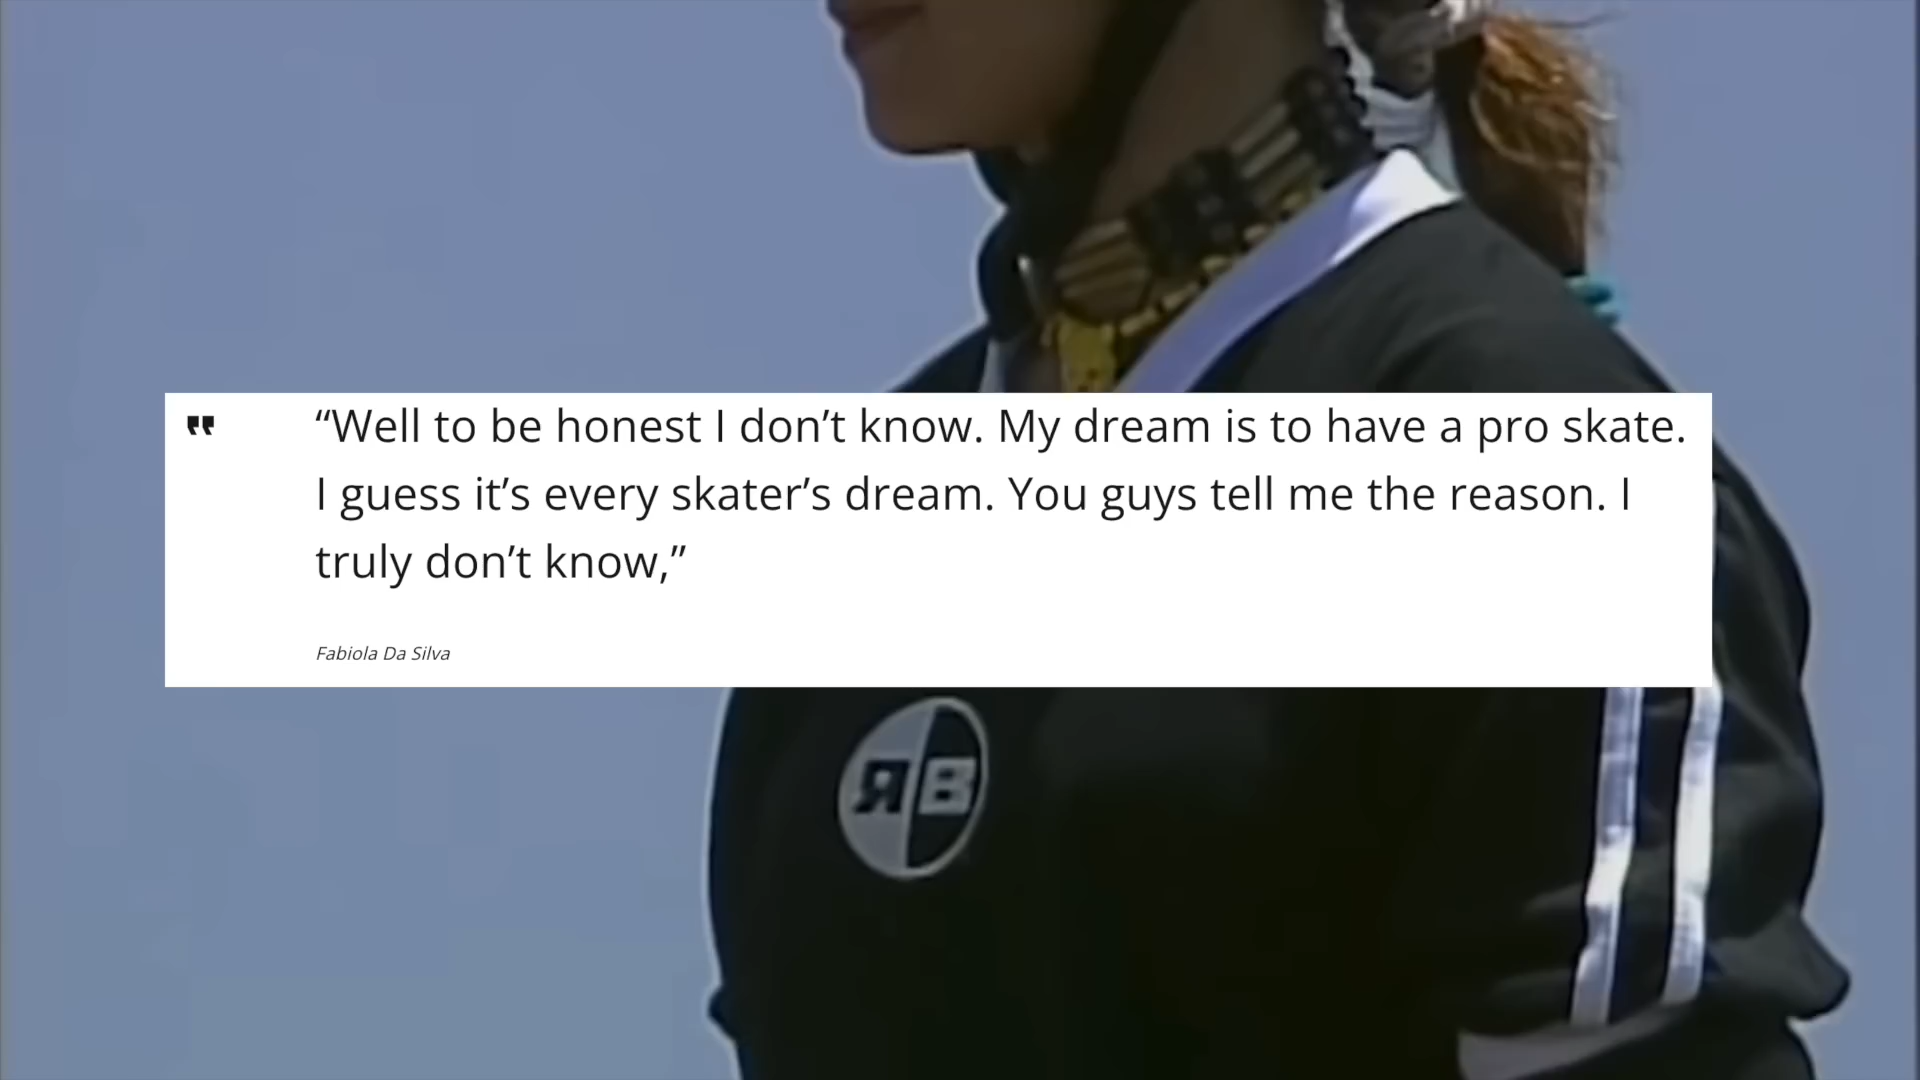 "
“Well to be honest I don’t know. My dream is to have a pro skate.
I guess it’s every skater’s dream. You guys tell me the reason. I
truly don’t know,”
Fabiola Da Silva
ЯB